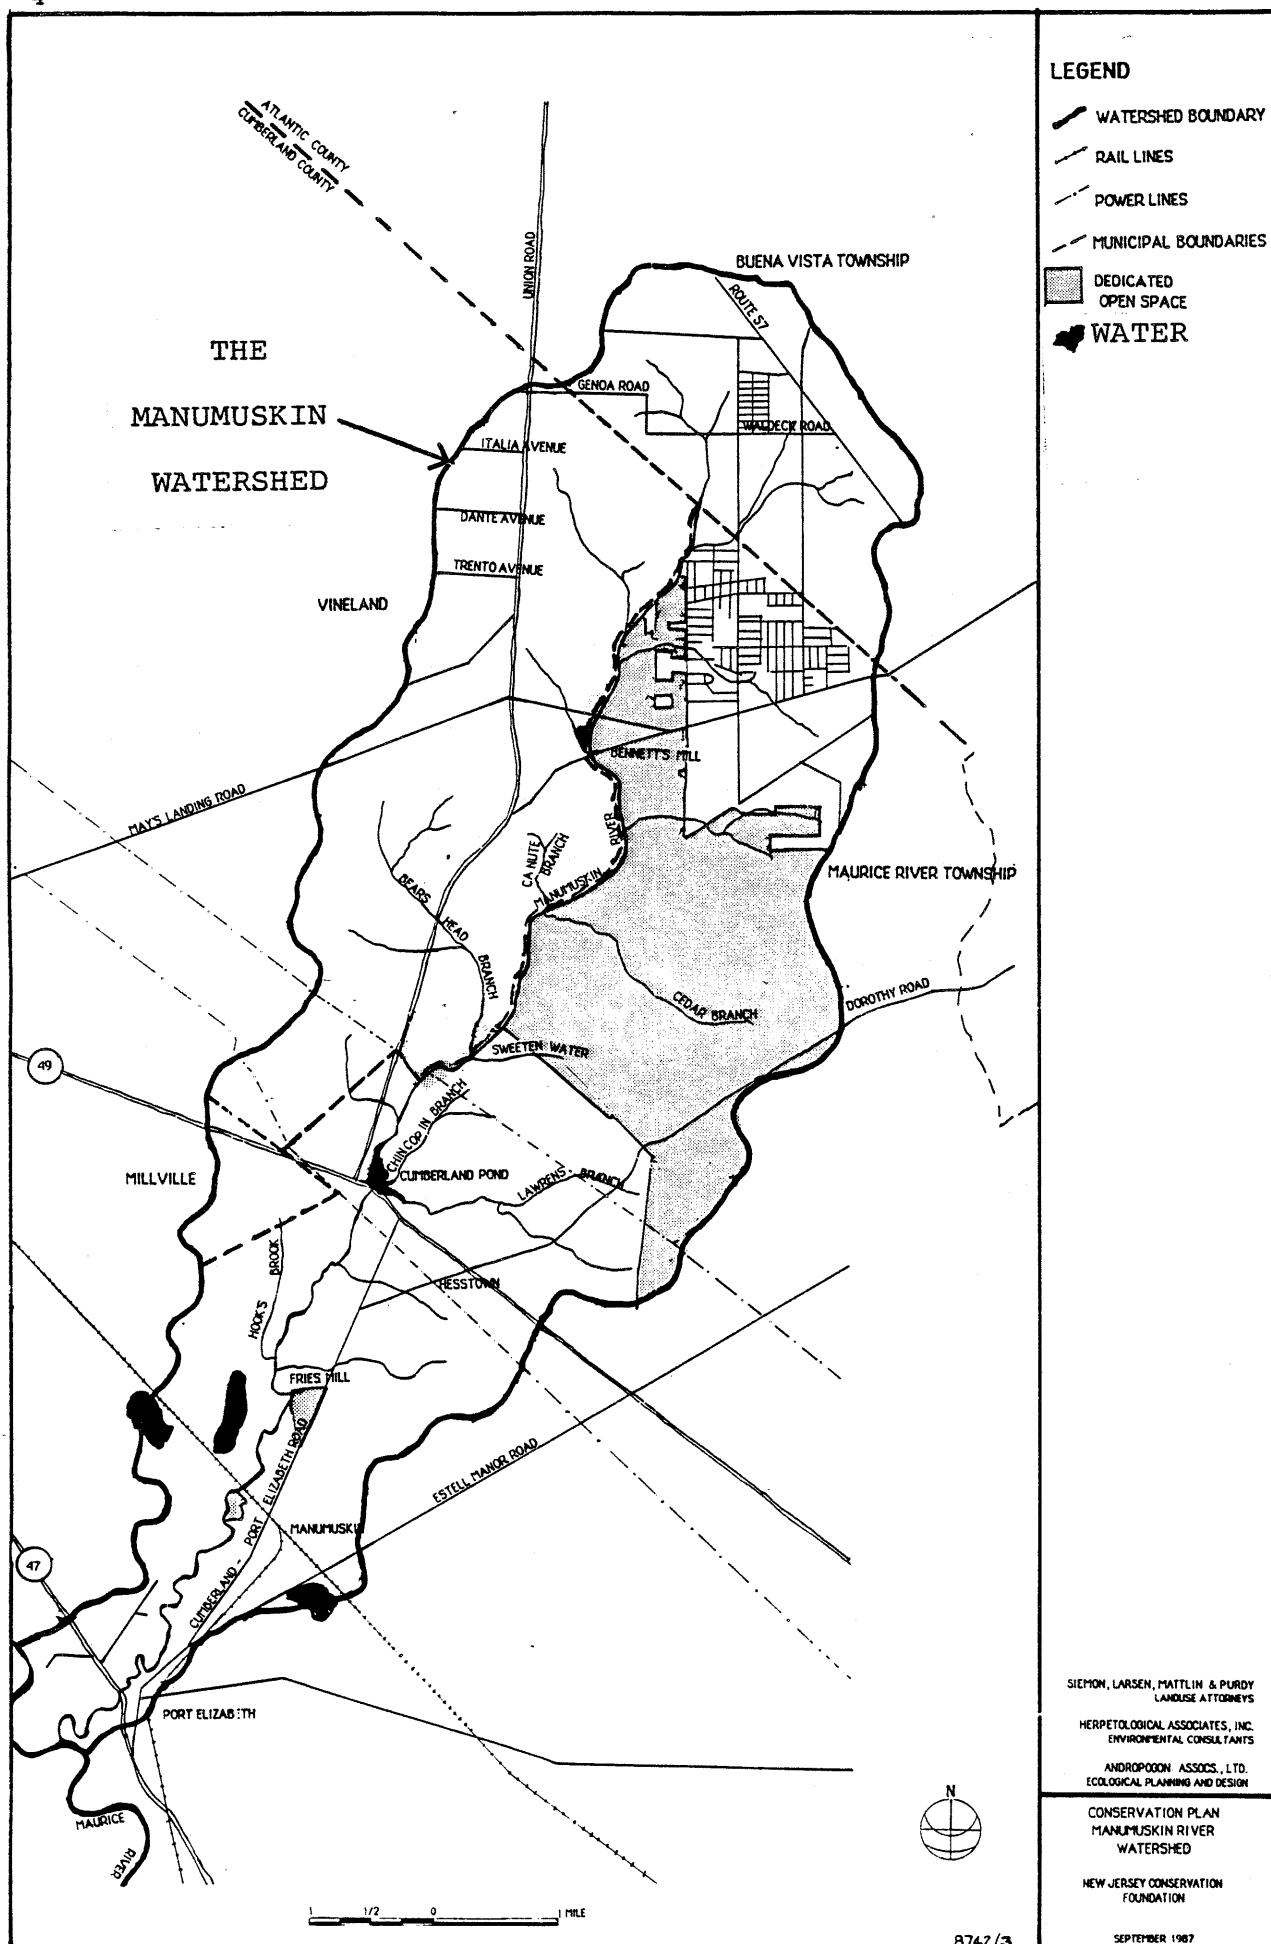 LEGEND
WATERSHED BOUNDARY
RAIL LINES
POWER LINES
MUNICIPAL BOUNDARIES
DEDICATED
OPEN SPACE
WATER
ATLANTIC COUNTY
CUMBERLAND COUNTY
UNION ROAD
BUENA VISTA TOWNSHIP
ROUTE 57
THE
MANUMUSKIN
WATERSHED
GENOA ROAD
WALDECK ROAD
ITALIA AVENUE
DANTE AVENUE
TRENTO AVENUE
VINELAND
BENNETT'S MILL
MAY'S LANDING ROAD
RIVER
CANUTE
BRANCH
MANUMUSKIN
BEARS
HEAD
BRANCH
MAURICE RIVER TOWNSHIP
CEDAR BRANCH
DOROTHY ROAD
SWEETEN WATER
49
CHINCOPIN BRANCH
MILLVILLE
CUMBERLAND POND
LAWRENS BRANCH
HOOK'S BROOK
HESSTOWN
FRIES MILL
CUMBERLAND - PORT ELIZABETH ROAD
ESTELL MANOR ROAD
MANUMUSKIN
47
PORT ELIZABETH
MAURICE
RIVER
N
1 1/2 0 1 MILE
8742/3
SIEMON, LARSEN, MATTLIN & PURDY
LANDUSE ATTORNEYS
HERPETOLOGICAL ASSOCIATES, INC.
ENVIRONMENTAL CONSULTANTS
ANDROPOGON ASSOCS., LTD.
ECOLOGICAL PLANNING AND DESIGN
CONSERVATION PLAN
MANUMUSKIN RIVER
WATERSHED
NEW JERSEY CONSERVATION
FOUNDATION
SEPTEMBER 1987